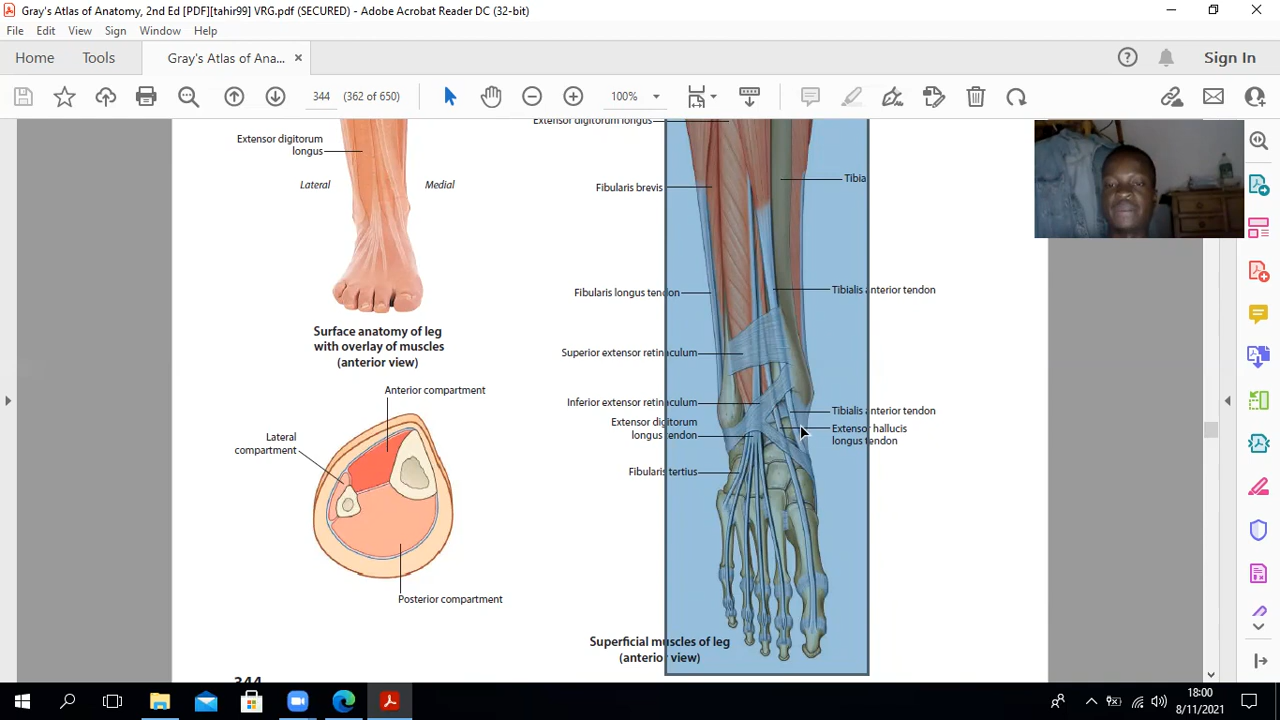 Gray's Atlas of Anatomy, 2nd Ed [PDF][tahir99] VRG.pdf (SECURED) - Adobe Acrobat Reader DC (32-bit)
File Edit View Sign Window Help
Home Tools Gray's Atlas of Ana... × Sign In
344 (362 of 650) 100%
Extensor digitorum longus
Extensor digitorum
longus
Lateral Medial
Fibularis brevis
Tibia
Fibularis longus tendon
Tibialis anterior tendon
Surface anatomy of leg
with overlay of muscles
(anterior view)
Superior extensor retinaculum
Anterior compartment
Inferior extensor retinaculum
Extensor digitorum
longus tendon
Tibialis anterior tendon
Extensor hallucis
longus tendon
Lateral
compartment
Fibularis tertius
Posterior compartment
Superficial muscles of leg
(anterior view)
344
18:00
8/11/2021